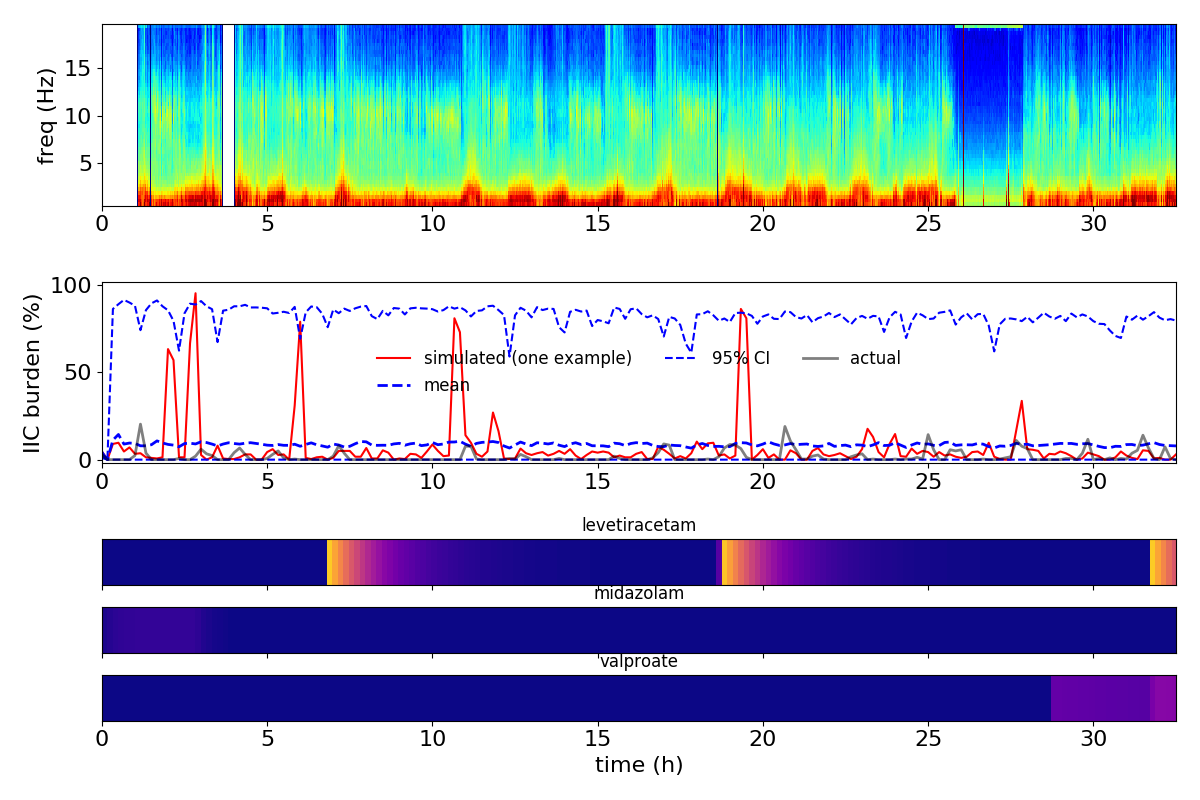 freq (Hz)
15
10
5
0 5 10 15 20 25 30
IIC burden (%)
100
50
0
simulated (one example) 95% CI actual
mean
0 5 10 15 20 25 30
levetiracetam
midazolam
valproate
0 5 10 15 20 25 30
time (h)